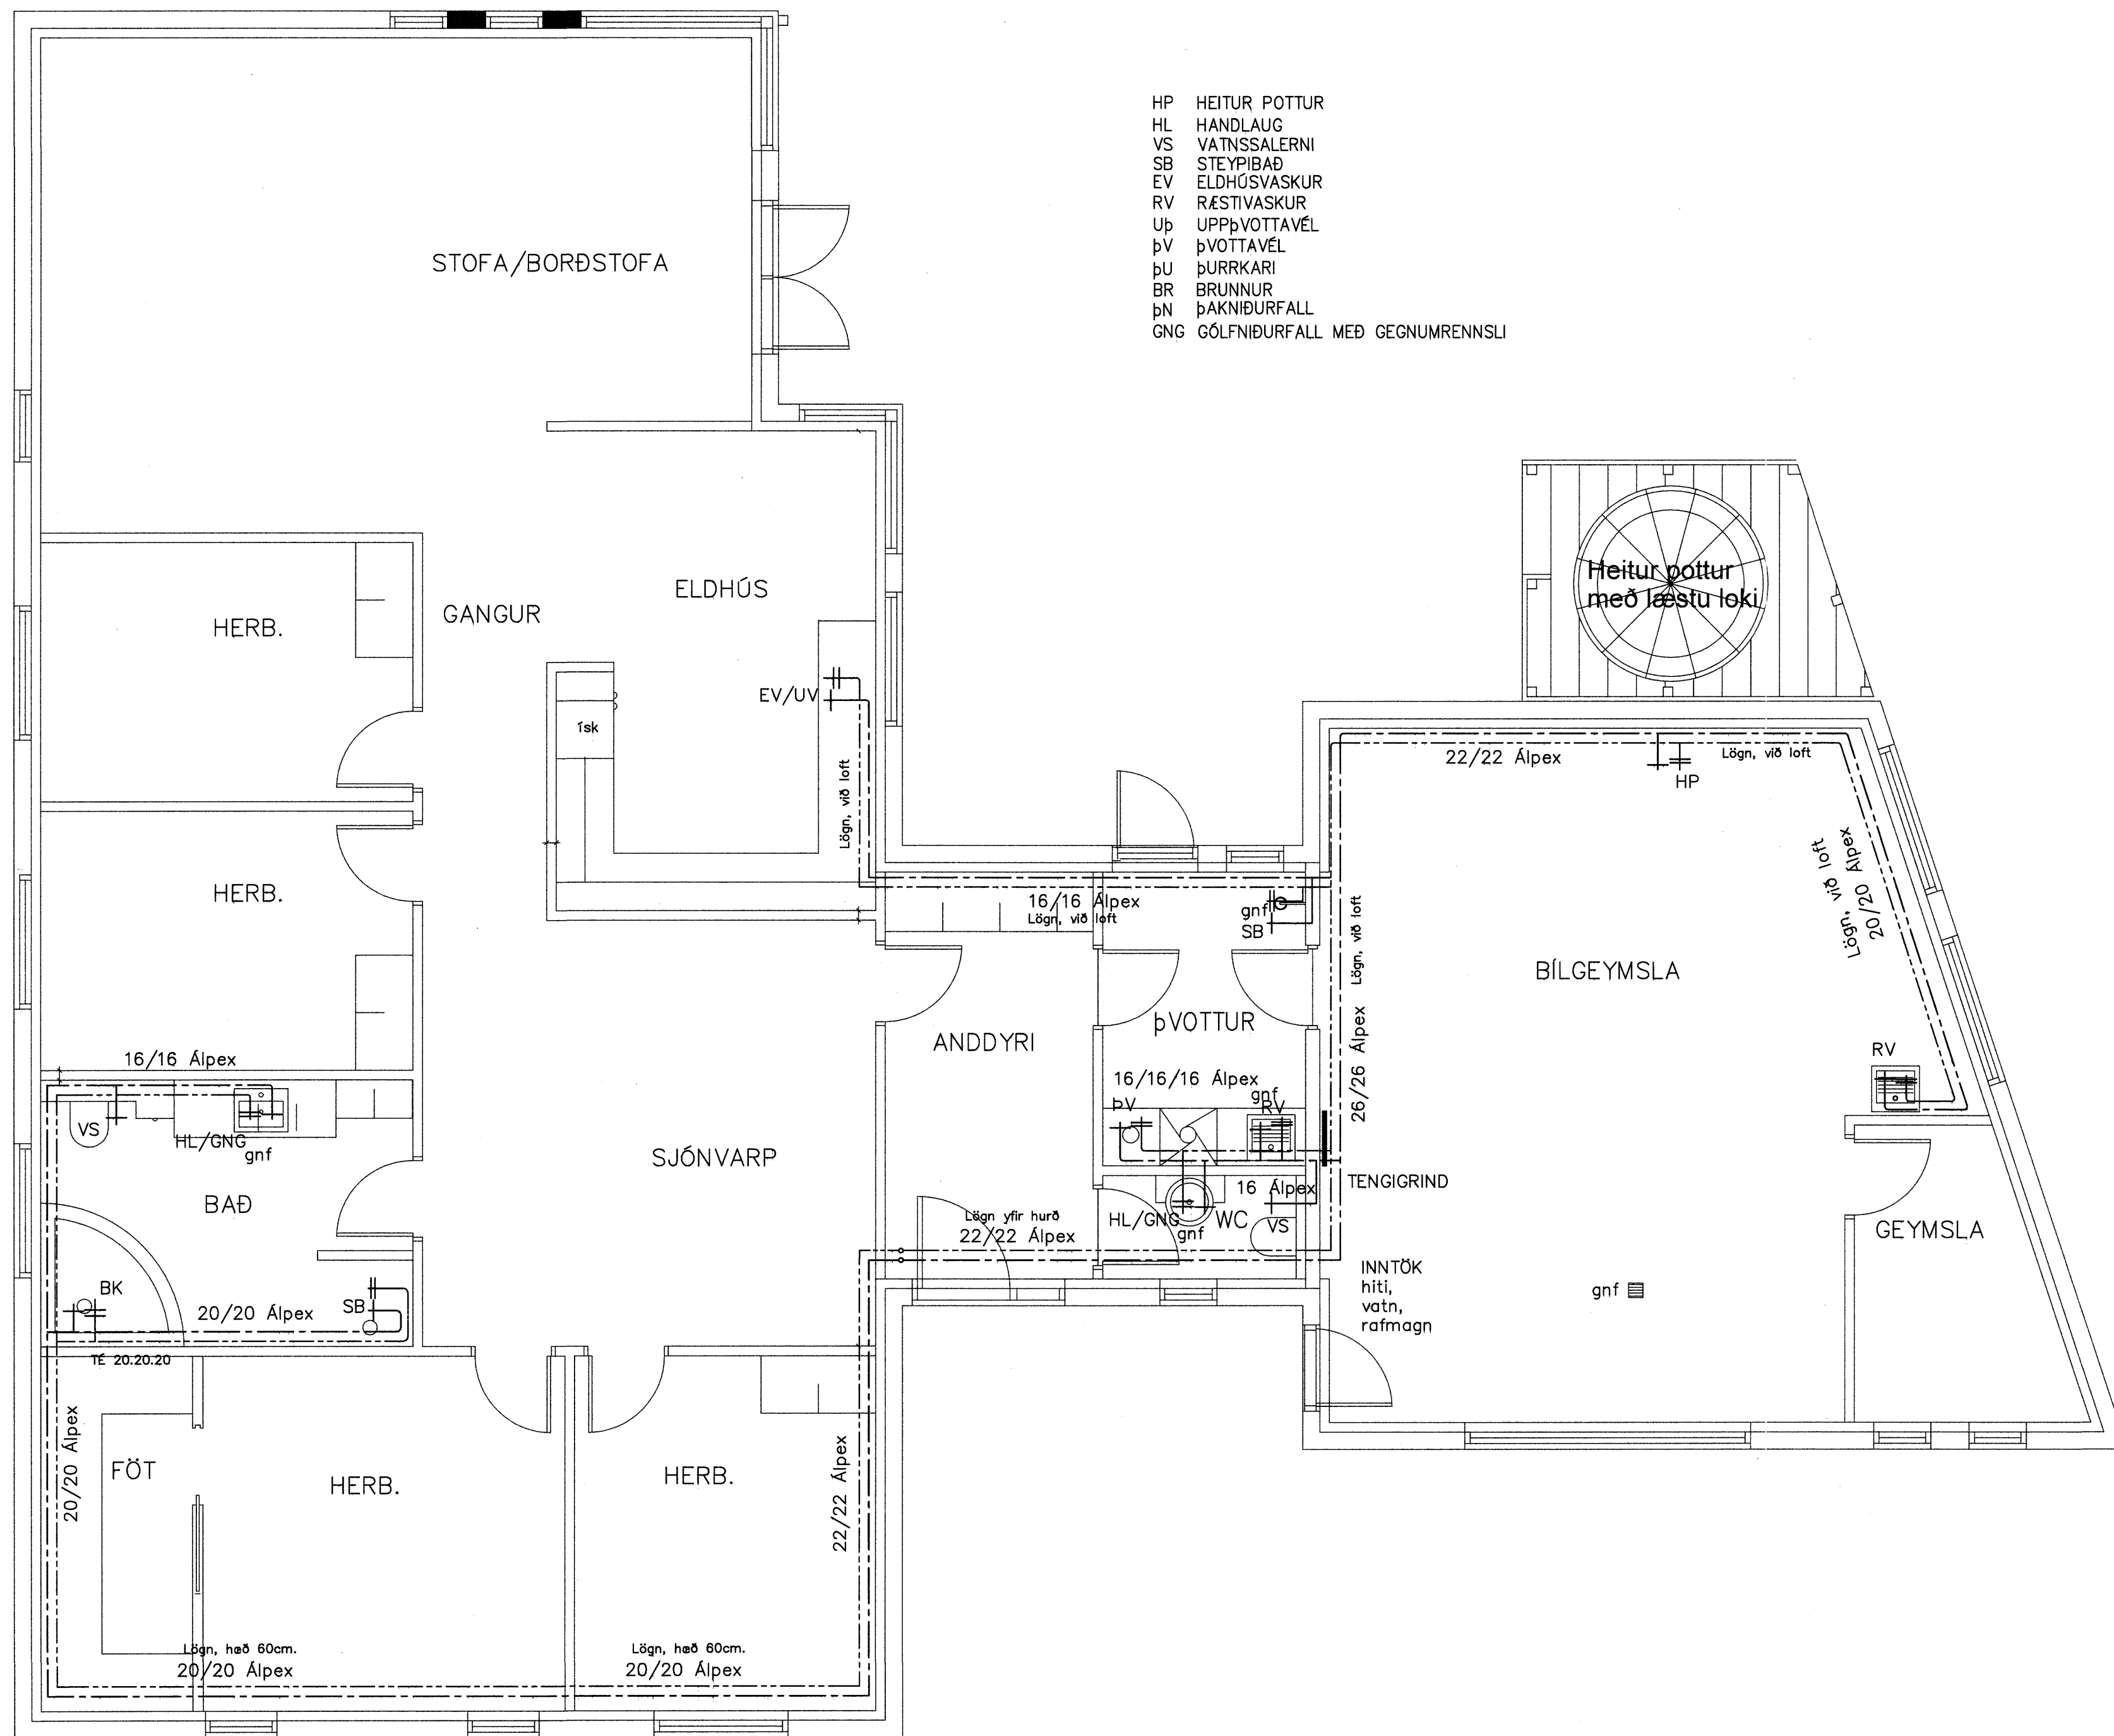 HP HEITUR POTTUR
HL HANDLAUG
VS VATNSSALERNI
SB STEYPIBAÐ
EV ELDHÚSVASKUR
RV RÆSTIVASKUR
Uþ UPPþVOTTAVÉL
þV þVOTTAVÉL
þU þURRKARI
BR BRUNNUR
þN þAKNIÐURFALL
GNG GÓLFNIÐURFALL MEÐ GEGNUMRENNSLI
STOFA/BORÐSTOFA
Heitur pottur
með læstu loki
ELDHÚS
GANGUR
HERB.
EV/UV
ísk
Lögn, við loft
22/22 Álpex
Lögn, við loft
HP
Lögn, við loft
20/20 Álpex
HERB.
16/16 Álpex
Lögn, við loft
gnf
SB
Lögn, við loft
26/26 Álpex
BÍLGEYMSLA
ANDDYRI
þVOTTUR
RV
16/16 Álpex
16/16/16 Álpex
gnf
RV
ÞV
VS
HL/GNG
gnf
SJÓNVARP
BAÐ
TENGIGRIND
16 Álpex
HL/GNG
WC
VS
gnf
Lögn yfir hurð
22/22 Álpex
GEYMSLA
INNTÖK
hiti,
vatn,
rafmagn
gnf
BK
SB
20/20 Álpex
TÉ 20.20.20
20/20 Álpex
FÖT
HERB.
HERB.
22/22 Álpex
Lögn, hæð 60cm.
20/20 Álpex
Lögn, hæð 60cm.
20/20 Álpex